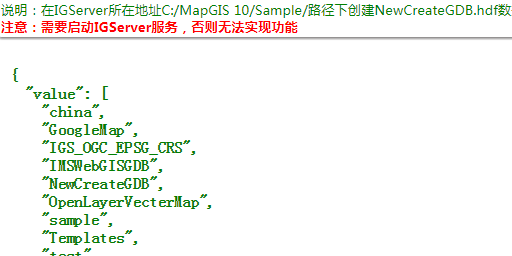 说明：在IGServer所在地址C:/MapGIS 10/Sample/路径下创建NewCreateGDB.hdf数
注意：需要启动IGServer服务，否则无法实现功能
{
"value": [
"china",
"GoogleMap",
"IGS_OGC_EPSG_CRS",
"IMSWebGISGDB",
"NewCreateGDB",
"OpenLayerVecterMap",
"sample",
"Templates",